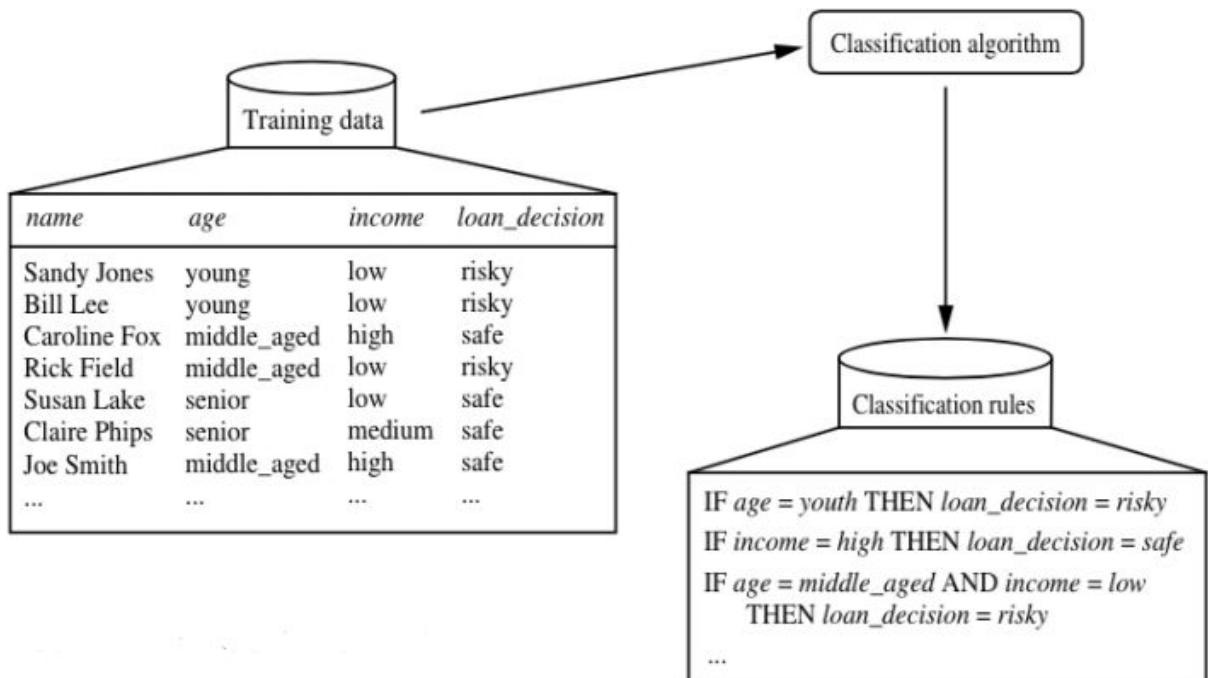 Classification algorithm
Training data
name age income loan_decision
Sandy Jones young low risky
Bill Lee young low risky
Caroline Fox middle_aged high safe
Rick Field middle_aged low risky
Susan Lake senior low safe
Claire Phips senior medium safe
Joe Smith middle_aged high safe
... ... ... ...
Classification rules
IF age = youth THEN loan_decision = risky
IF income = high THEN loan_decision = safe
IF age = middle_aged AND income = low
THEN loan_decision = risky
...